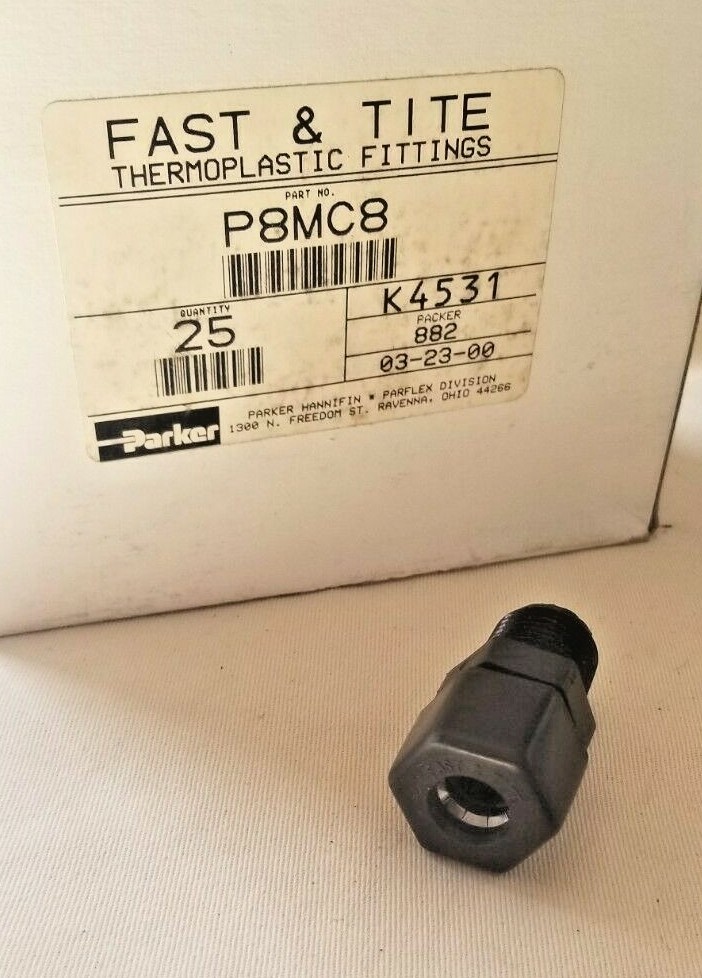 FAST & TITE
THERMOPLASTIC FITTINGS
PART NO.
P8MC8
QUANTITY
25
K4531
PACKER
882
03-23-00
Parker
PARKER HANNIFIN * PARFLEX DIVISION
1300 N. FREEDOM ST. RAVENNA, OHIO 44266